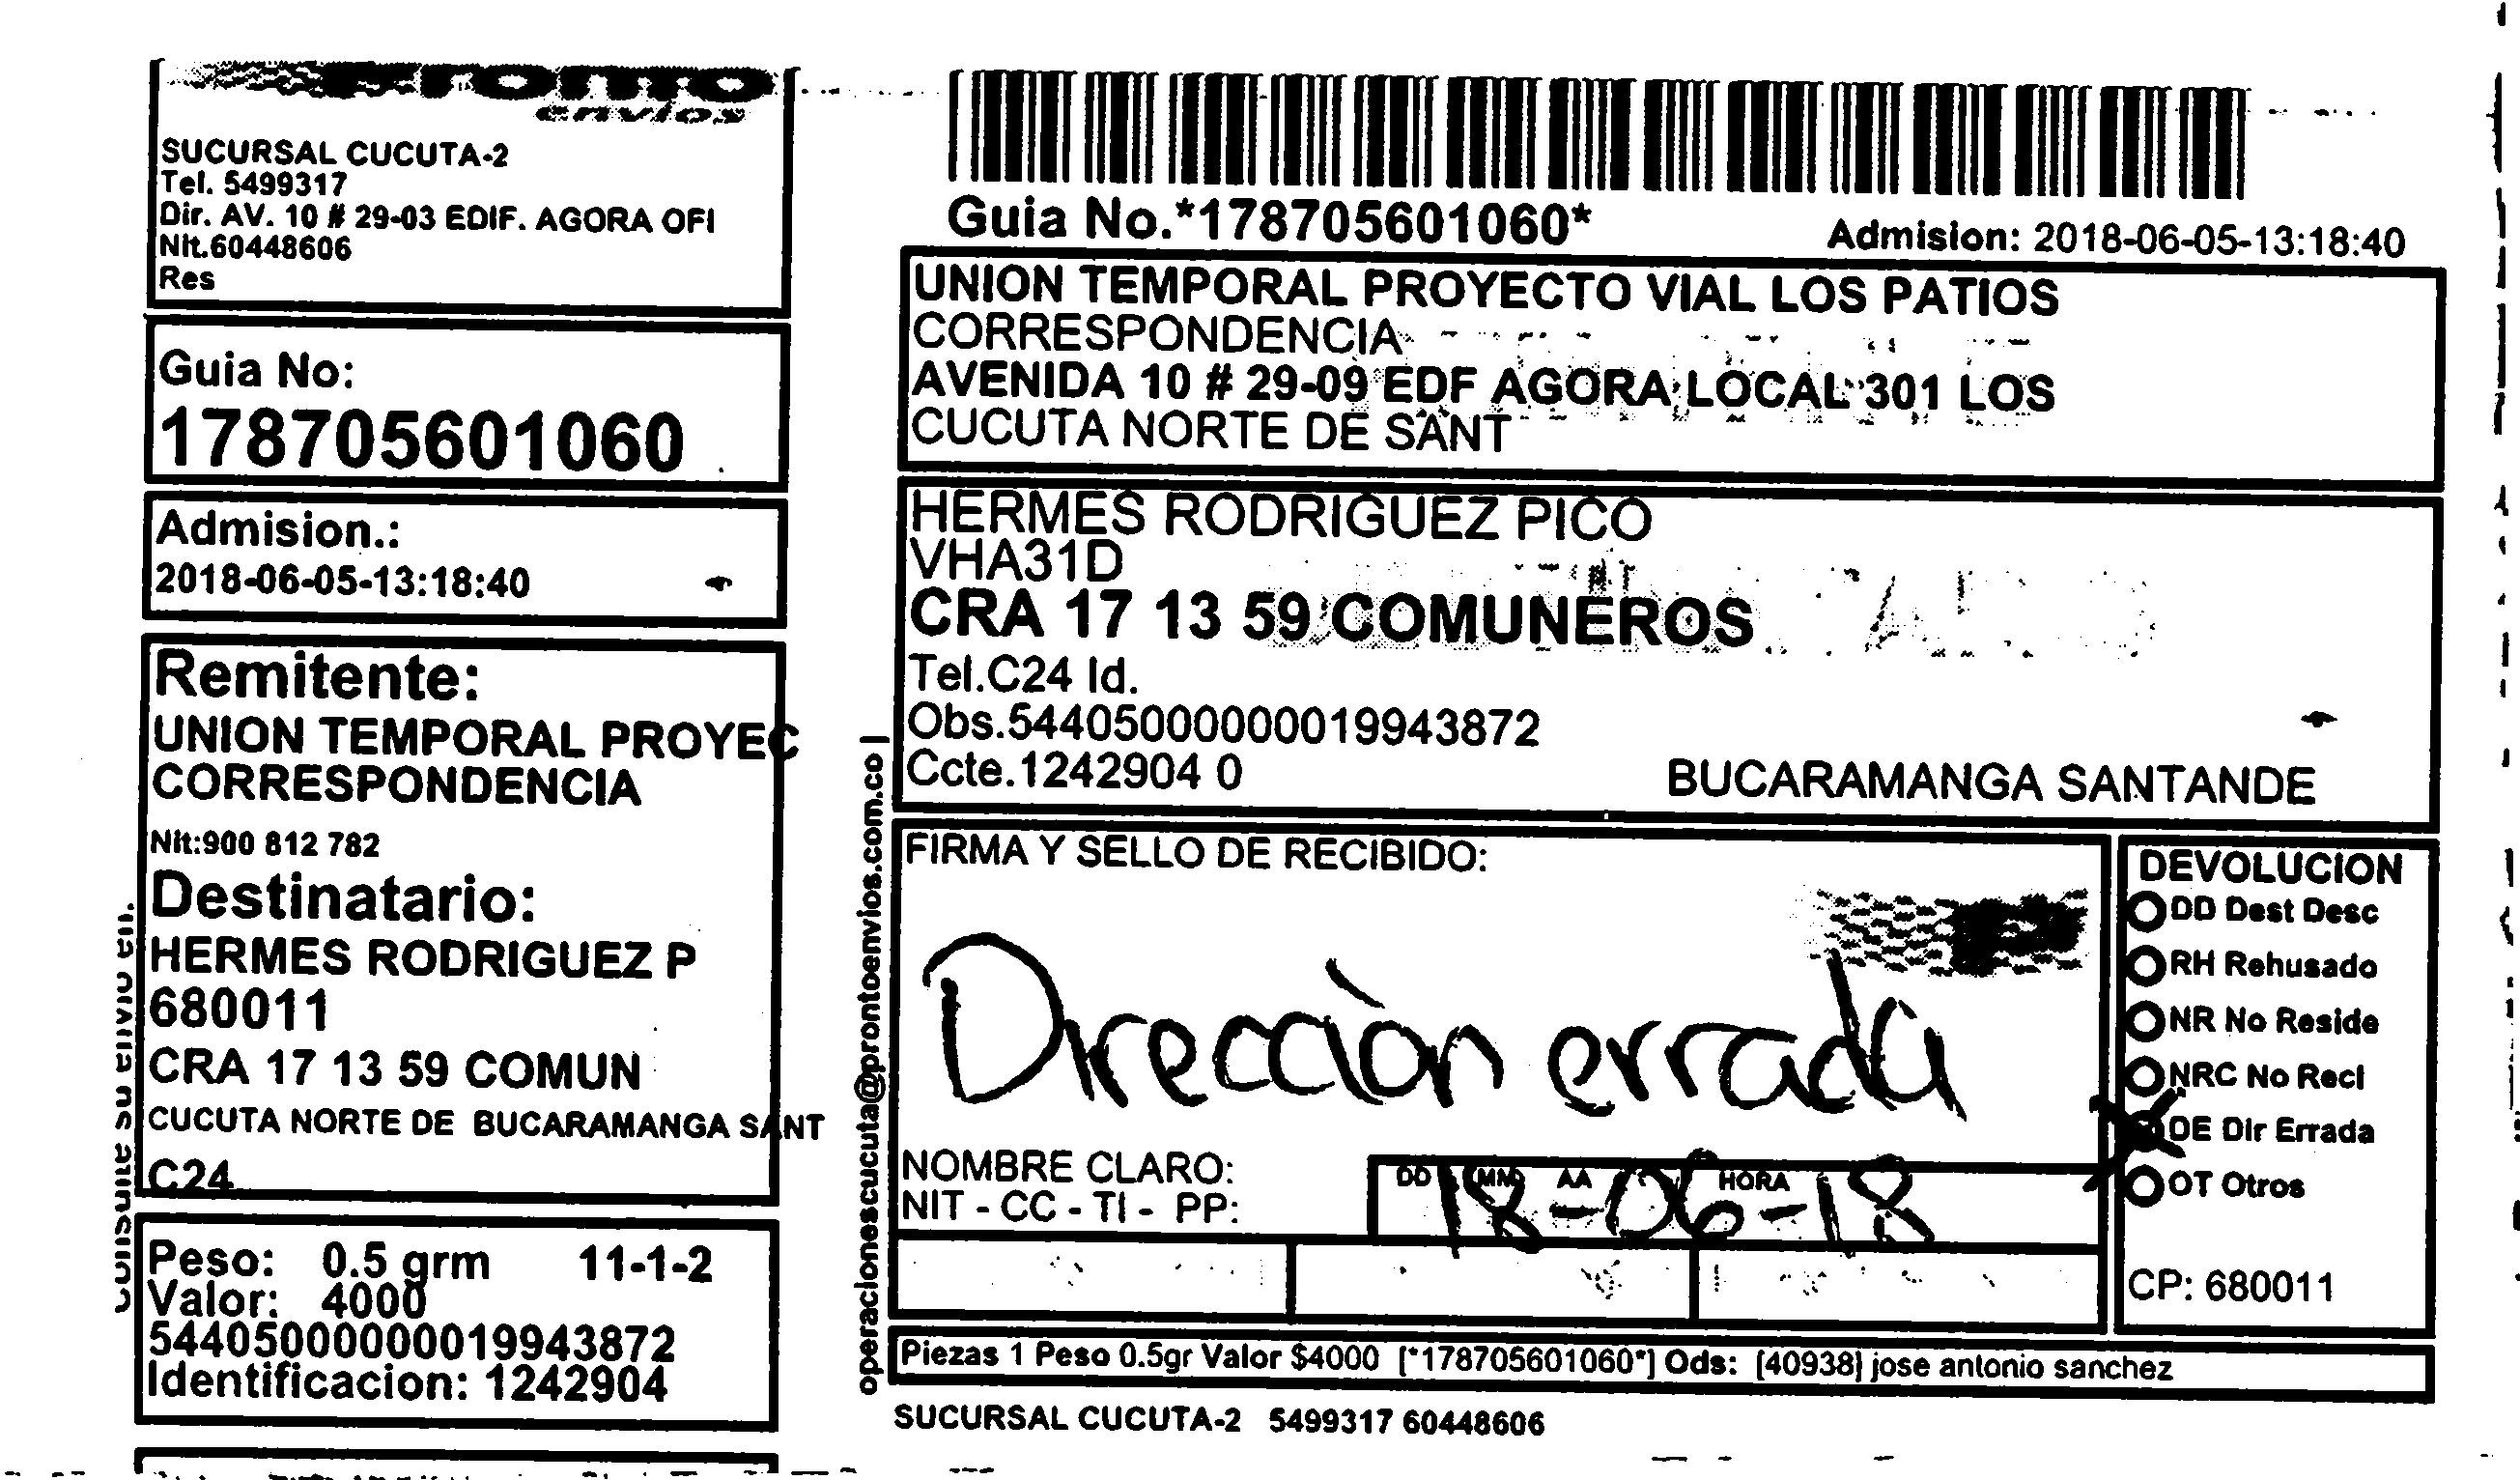 envios
SUCURSAL CUCUTA-2
Tel. 5499317
Dir. AV. 10 # 29-03 EDIF. AGORA OFI
Nit.60448606
Res
Guia No:
178705601060
Admision.:
2018-06-05-13:18:40
Remitente:
UNION TEMPORAL PROYEC
CORRESPONDENCIA
Nit:900 812 782
Destinatario:
HERMES RODRIGUEZ P
680011
CRA 17 13 59 COMUN
CUCUTA NORTE DE BUCARAMANGA SANT
C24
Peso: 0.5 grm 11-1-2
Valor: 4000
544050000000019943872
Identificacion: 1242904
Consulte su envio en.
operacionescucuta@prontoenvios.com.co |
Guia No.*178705601060*
Admision: 2018-06-05-13:18:40
UNION TEMPORAL PROYECTO VIAL LOS PATIOS
CORRESPONDENCIA
AVENIDA 10 # 29-09 EDF AGORA LOCAL 301 LOS
CUCUTA NORTE DE SANT
HERMES RODRIGUEZ PICO
VHA31D
CRA 17 13 59 COMUNEROS
Tel.C24 Id.
Obs.544050000000019943872
Ccte.1242904 0
BUCARAMANGA SANTANDE
FIRMA Y SELLO DE RECIBIDO:
Dirección errada
NOMBRE CLARO:
NIT - CC - TI - PP:
DD MM AA HORA
18-06-18
DEVOLUCION
DD Dest Desc
RH Rehusado
NR No Reside
NRC No Recl
DE Dir Errada
OT Otros
CP: 680011
Piezas 1 Peso 0.5gr Valor $4000 [*178705601060*] Ods: [40938] jose antonio sanchez
SUCURSAL CUCUTA-2 5499317 60448606